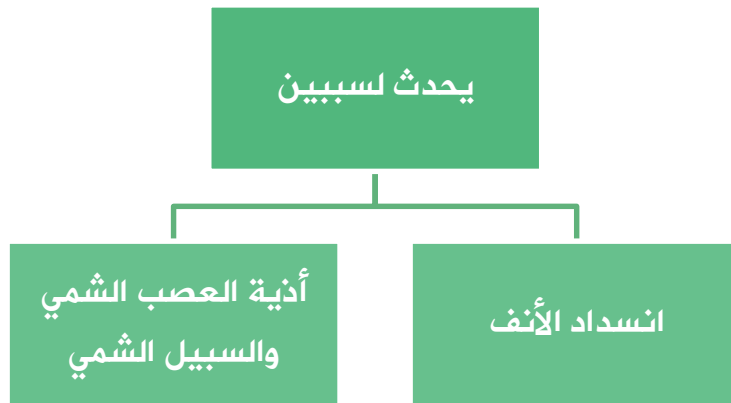 يحدث لسببين
انسداد الأنف
أذية العصب الشمي
والسبيل الشمي